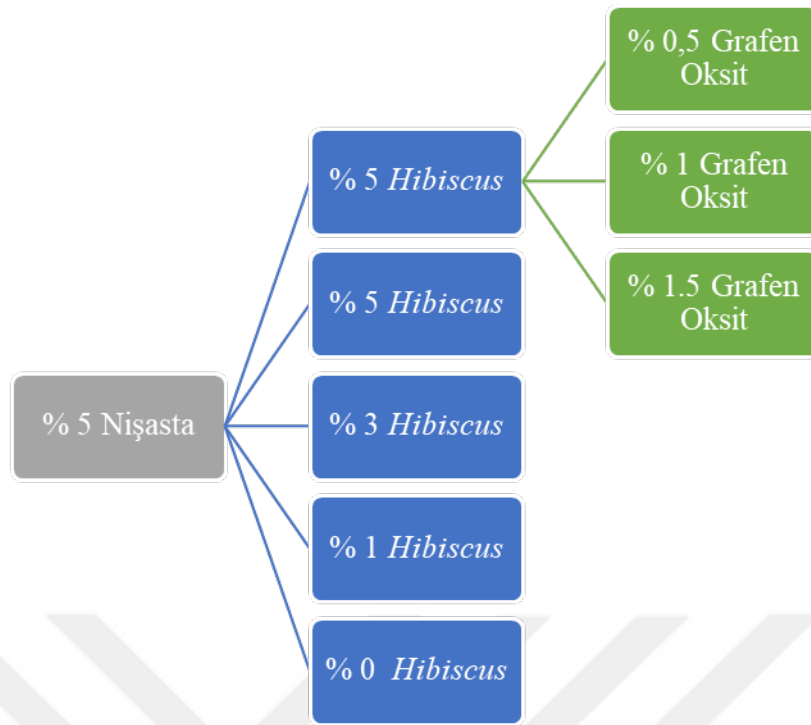 % 5 Nişasta
% 5 Hibiscus
% 5 Hibiscus
% 3 Hibiscus
% 1 Hibiscus
% 0 Hibiscus
% 0,5 Grafen
Oksit
% 1 Grafen
Oksit
% 1.5 Grafen
Oksit